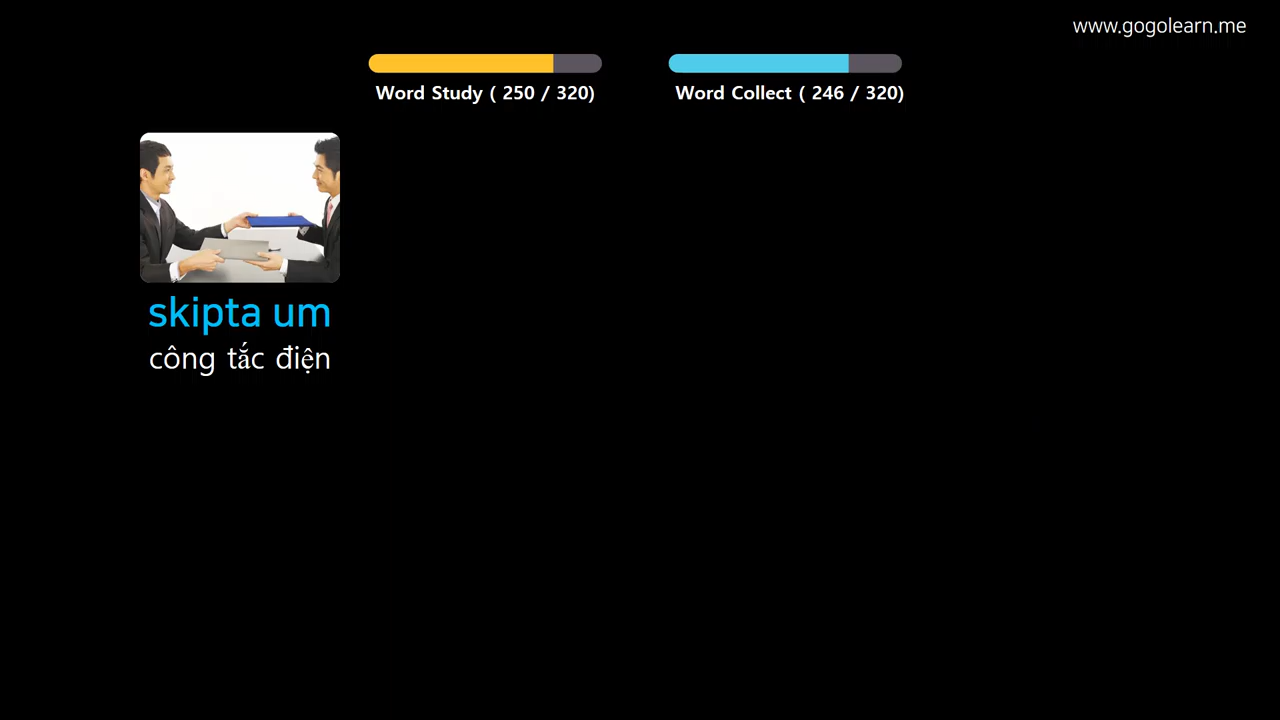 www.gogolearn.me
Word Study ( 250 / 320)
Word Collect ( 246 / 320)
skipta um
công tắc điện